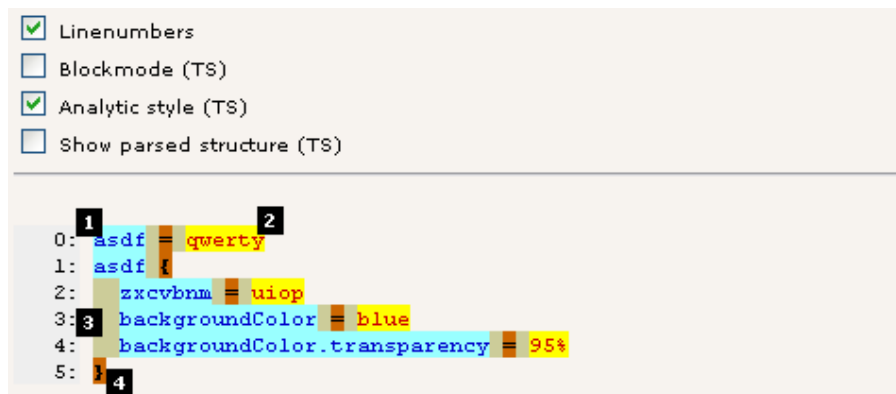 Linenumbers
Blockmode (TS)
Analytic style (TS)
Show parsed structure (TS)
1 2
0: asdf = qwerty
1: asdf {
2: zxcvbnm = uiop
3: 3 backgroundColor = blue
4: backgroundColor.transparency = 95%
5: } 4